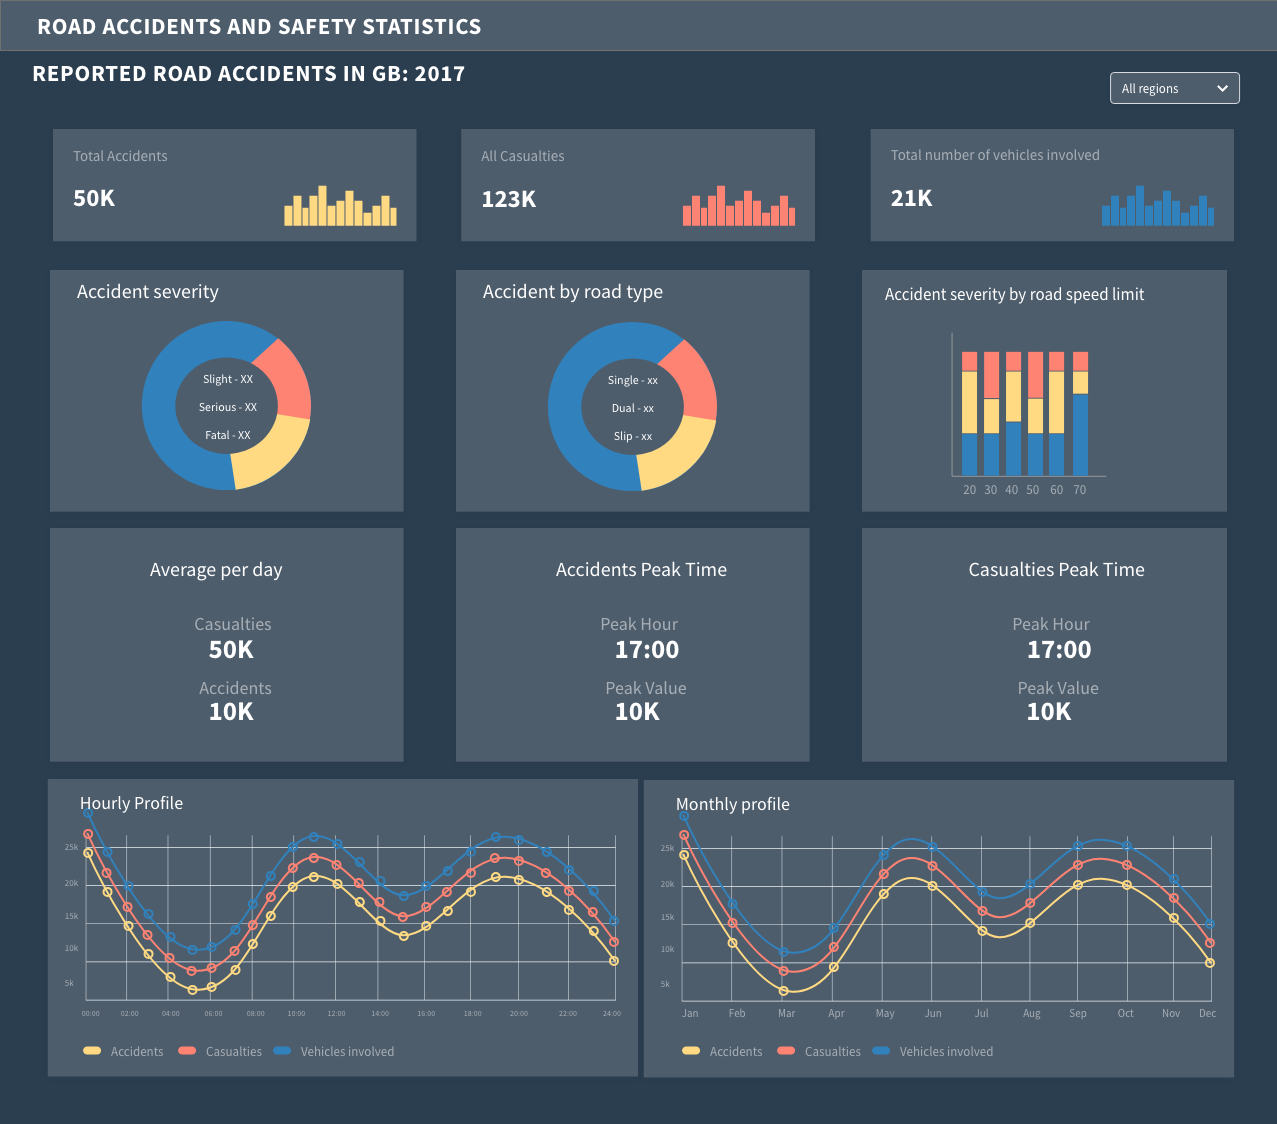 ROAD ACCIDENTS AND SAFETY STATISTICS
REPORTED ROAD ACCIDENTS IN GB: 2017
All regions
Total Accidents
50K
All Casualties
123K
Total number of vehicles involved
21K
Accident severity
Slight - XX
Serious - XX
Fatal - XX
Accident by road type
Single - xx
Dual - xx
Slip - xx
Accident severity by road speed limit
20 30 40 50 60 70
Average per day
Casualties
50K
Accidents
10K
Accidents Peak Time
Peak Hour
17:00
Peak Value
10K
Casualties Peak Time
Peak Hour
17:00
Peak Value
10K
Hourly Profile
25k
20k
15k
10k
5k
00:00 02:00 04:00 06:00 08:00 10:00 12:00 14:00 16:00 18:00 20:00 22:00 24:00
Accidents Casualties Vehicles involved
Monthly profile
25k
20k
15k
10k
5k
Jan Feb Mar Apr May Jun Jul Aug Sep Oct Nov Dec
Accidents Casualties Vehicles involved